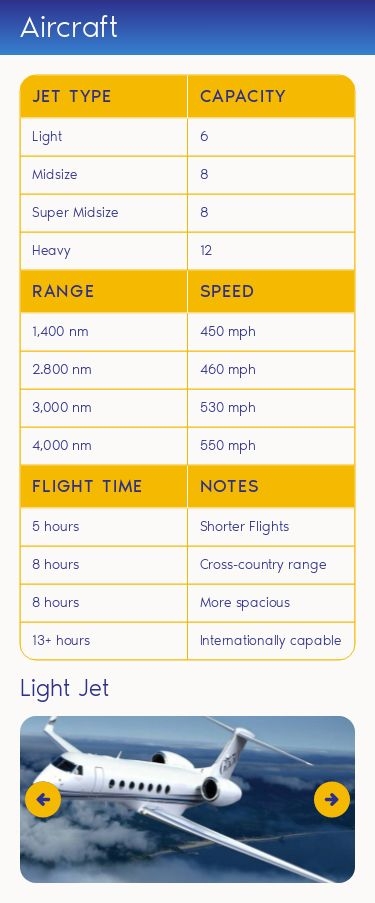 Aircraft
JET TYPE CAPACITY
Light 6
Midsize 8
Super Midsize 8
Heavy 12
RANGE SPEED
1,400 nm 450 mph
2.800 nm 460 mph
3,000 nm 530 mph
4,000 nm 550 mph
FLIGHT TIME NOTES
5 hours Shorter Flights
8 hours Cross-country range
8 hours More spacious
13+ hours Internationally capable
Light Jet